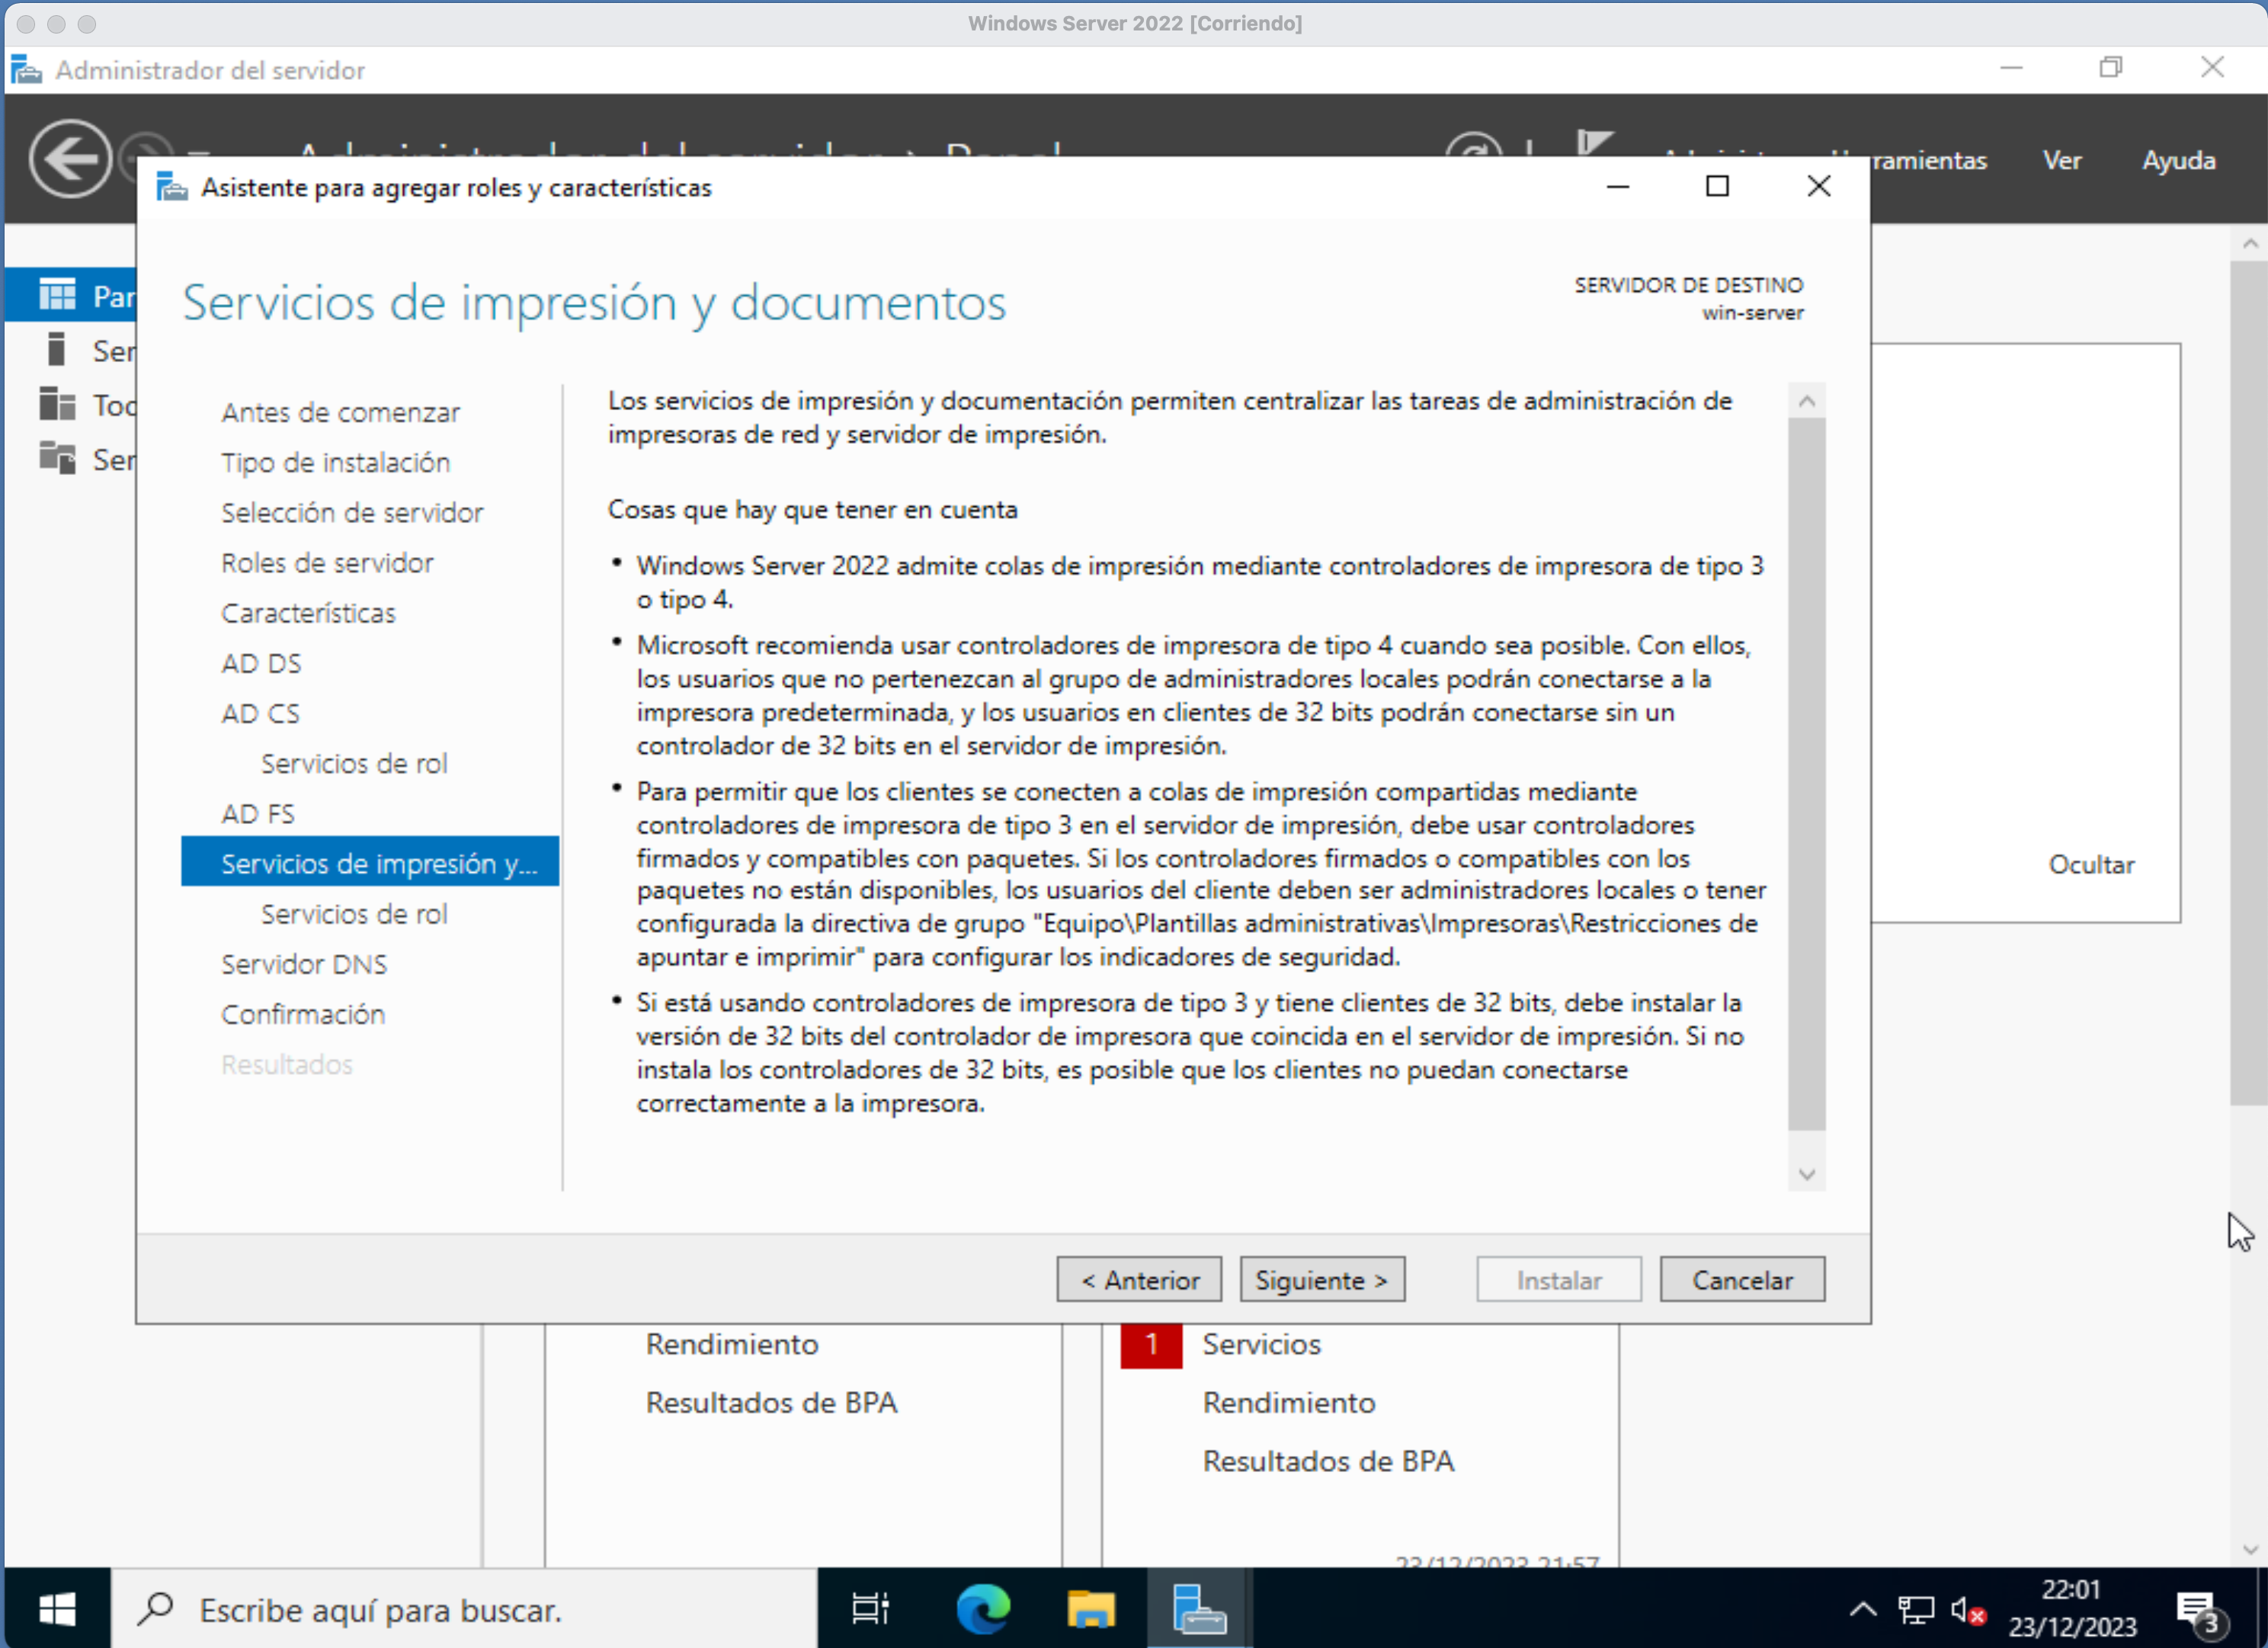 Windows Server 2022 [Corriendo]
Administrador del servidor
Ver
Ayuda
Asistente para agregar roles y características
Servicios de impresión y documentos
SERVIDOR DE DESTINO
win-server
Antes de comenzar
Tipo de instalación
Selección de servidor
Roles de servidor
Características
AD DS
AD CS
Servicios de rol
AD FS
Servicios de impresión y...
Servicios de rol
Servidor DNS
Confirmación
Resultados
Los servicios de impresión y documentación permiten centralizar las tareas de administración de
impresoras de red y servidor de impresión.
Cosas que hay que tener en cuenta
• Windows Server 2022 admite colas de impresión mediante controladores de impresora de tipo 3
o tipo 4.
• Microsoft recomienda usar controladores de impresora de tipo 4 cuando sea posible. Con ellos,
los usuarios que no pertenezcan al grupo de administradores locales podrán conectarse a la
impresora predeterminada, y los usuarios en clientes de 32 bits podrán conectarse sin un
controlador de 32 bits en el servidor de impresión.
• Para permitir que los clientes se conecten a colas de impresión compartidas mediante
controladores de impresora de tipo 3 en el servidor de impresión, debe usar controladores
firmados y compatibles con paquetes. Si los controladores firmados o compatibles con los
paquetes no están disponibles, los usuarios del cliente deben ser administradores locales o tener
configurada la directiva de grupo "Equipo\Plantillas administrativas\Impresoras\Restricciones de
apuntar e imprimir" para configurar los indicadores de seguridad.
• Si está usando controladores de impresora de tipo 3 y tiene clientes de 32 bits, debe instalar la
versión de 32 bits del controlador de impresora que coincida en el servidor de impresión. Si no
instala los controladores de 32 bits, es posible que los clientes no puedan conectarse
correctamente a la impresora.
Ocultar
< Anterior
Siguiente >
Instalar
Cancelar
Rendimiento
Resultados de BPA
1 Servicios
Rendimiento
Resultados de BPA
23/12/2023 21:57
Escribe aquí para buscar.
22:01
23/12/2023
3